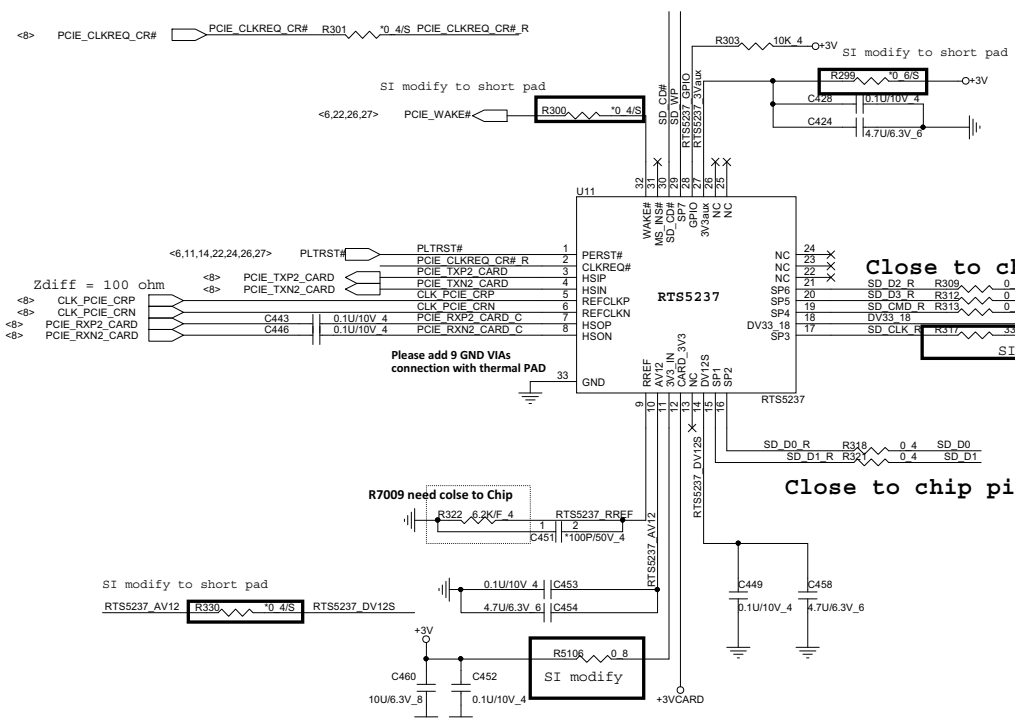 <8> PCIE_CLKREQ_CR# PCIE_CLKREQ_CR# R301 *0_4/S PCIE_CLKREQ_CR#_R
R303 10K_4 +3V
SI modify to short pad
R299 *0_6/S +3V
SI modify to short pad
C428 0.1U/10V_4
<6,22,26,27> PCIE_WAKE# R300 *0_4/S
C424 4.7U/6.3V_6
SD_CD#
SD_WP
RTS5237_GPIO
RTS5237_3Vaux
32 31 30 29 28 27 26 25
U11
WAKE# MS_INS# SD_CD# SP7 GPIO 3V3aux NC NC
<6,11,14,22,24,26,27> PLTRST# PLTRST# 1 PERST#
PCIE_CLKREQ_CR#_R 2 CLKREQ#
<8> PCIE_TXP2_CARD PCIE_TXP2_CARD 3 HSIP
<8> PCIE_TXN2_CARD PCIE_TXN2_CARD 4 HSIN
Zdiff = 100 ohm
<8> CLK_PCIE_CRP CLK_PCIE_CRP 5 REFCLKP
<8> CLK_PCIE_CRN CLK_PCIE_CRN 6 REFCLKN
<8> PCIE_RXP2_CARD C443 0.1U/10V_4 PCIE_RXP2_CARD_C 7 HSOP
<8> PCIE_RXN2_CARD C446 0.1U/10V_4 PCIE_RXN2_CARD_C 8 HSON
RTS5237
NC 24
NC 23
NC 22
Close to
SP6 21 SD_D2_R R309 0
SP5 20 SD_D3_R R312 0
SP4 19 SD_CMD_R R313 0
DV33_18 18 DV33_18
SP3 17 SD_CLK_R R317 33
SI
Please add 9 GND VIAs
connection with thermal PAD
33 GND
RREF AV12 3V3_IN CARD_3V3 NC DV12S SP1 SP2
RTS5237
9 10 11 12 13 14 15 16
SD_D0_R R318 0_4 SD_D0
SD_D1_R R321 0_4 SD_D1
Close to chip pi
RTS5237_DV12S
R7009 need colse to Chip
R322 6.2K/F_4 RTS5237_RREF
C451 1 2 *100P/50V_4
RTS5237_AV12
0.1U/10V_4 C453
4.7U/6.3V_6 C454
C449
0.1U/10V_4
C458
4.7U/6.3V_6
SI modify to short pad
RTS5237_AV12 R330 *0_4/S RTS5237_DV12S
+3V
R5106 0_8
SI modify
C460
10U/6.3V_8
C452
0.1U/10V_4
+3VCARD